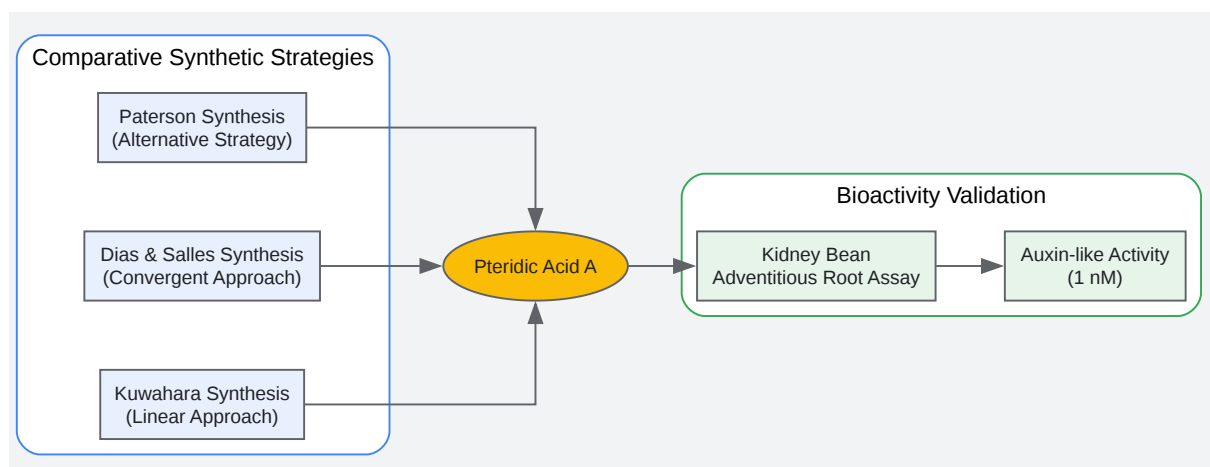 Comparative Synthetic Strategies
Paterson Synthesis
(Alternative Strategy)
Dias & Salles Synthesis
(Convergent Approach)
Kuwahara Synthesis
(Linear Approach)
Pteridic Acid A
Bioactivity Validation
Kidney Bean
Adventitious Root Assay
Auxin-like Activity
(1 nM)